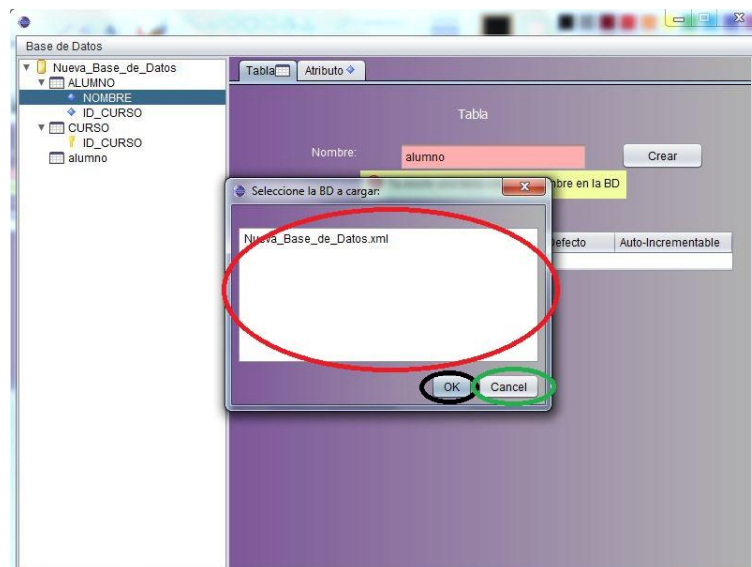 Base de Datos
Nueva_Base_de_Datos
ALUMNO
NOMBRE
ID_CURSO
CURSO
ID_CURSO
alumno
Tabla
Atributo
Tabla
Nombre:
alumno
Crear
mbre en la BD
Defecto
Auto-Incrementable
Seleccione la BD a cargar:
Nueva_Base_de_Datos.xml
OK
Cancel